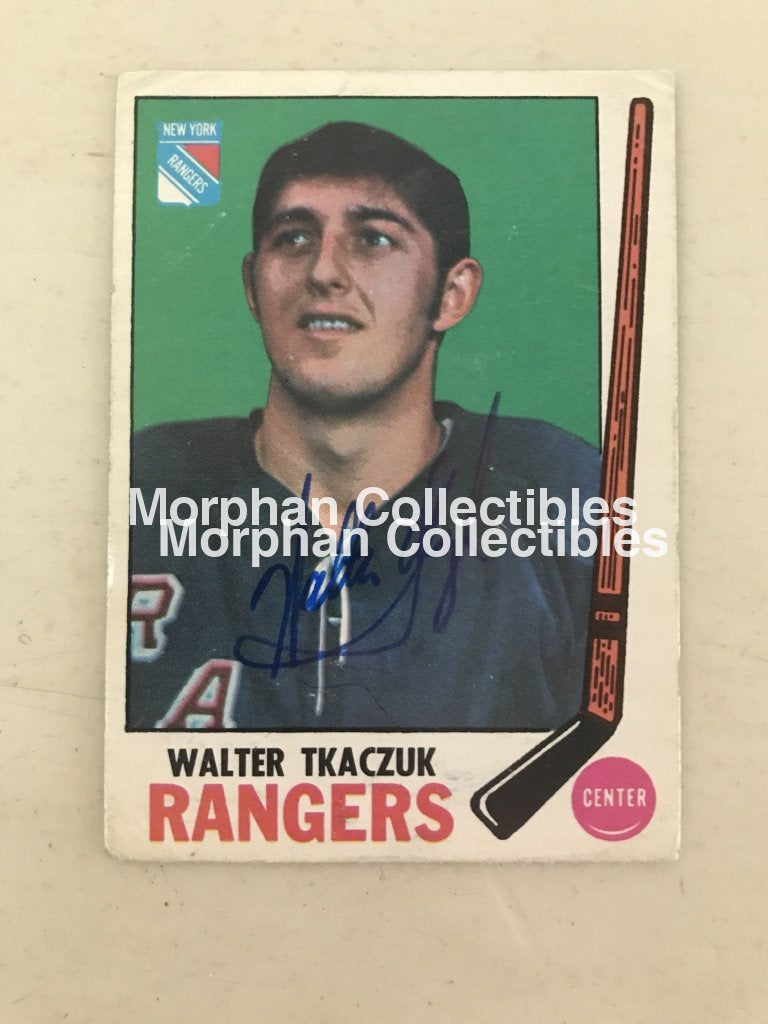 NEW YORK
RANGERS
Morphan Collectibles
Morphan Collectibles
R
A
WALTER TKACZUK
RANGERS
CENTER